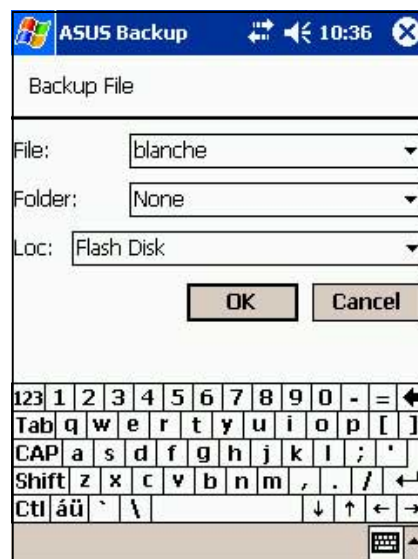 ASUS Backup 10:36
Backup File
File: blanche
Folder: None
Loc: Flash Disk
OK Cancel
123 1 2 3 4 5 6 7 8 9 0 - =
Tab q w e r t y u i o p [ ]
CAP a s d f g h j k l ; '
Shift z x c v b n m , . /
Ctl áü ` \